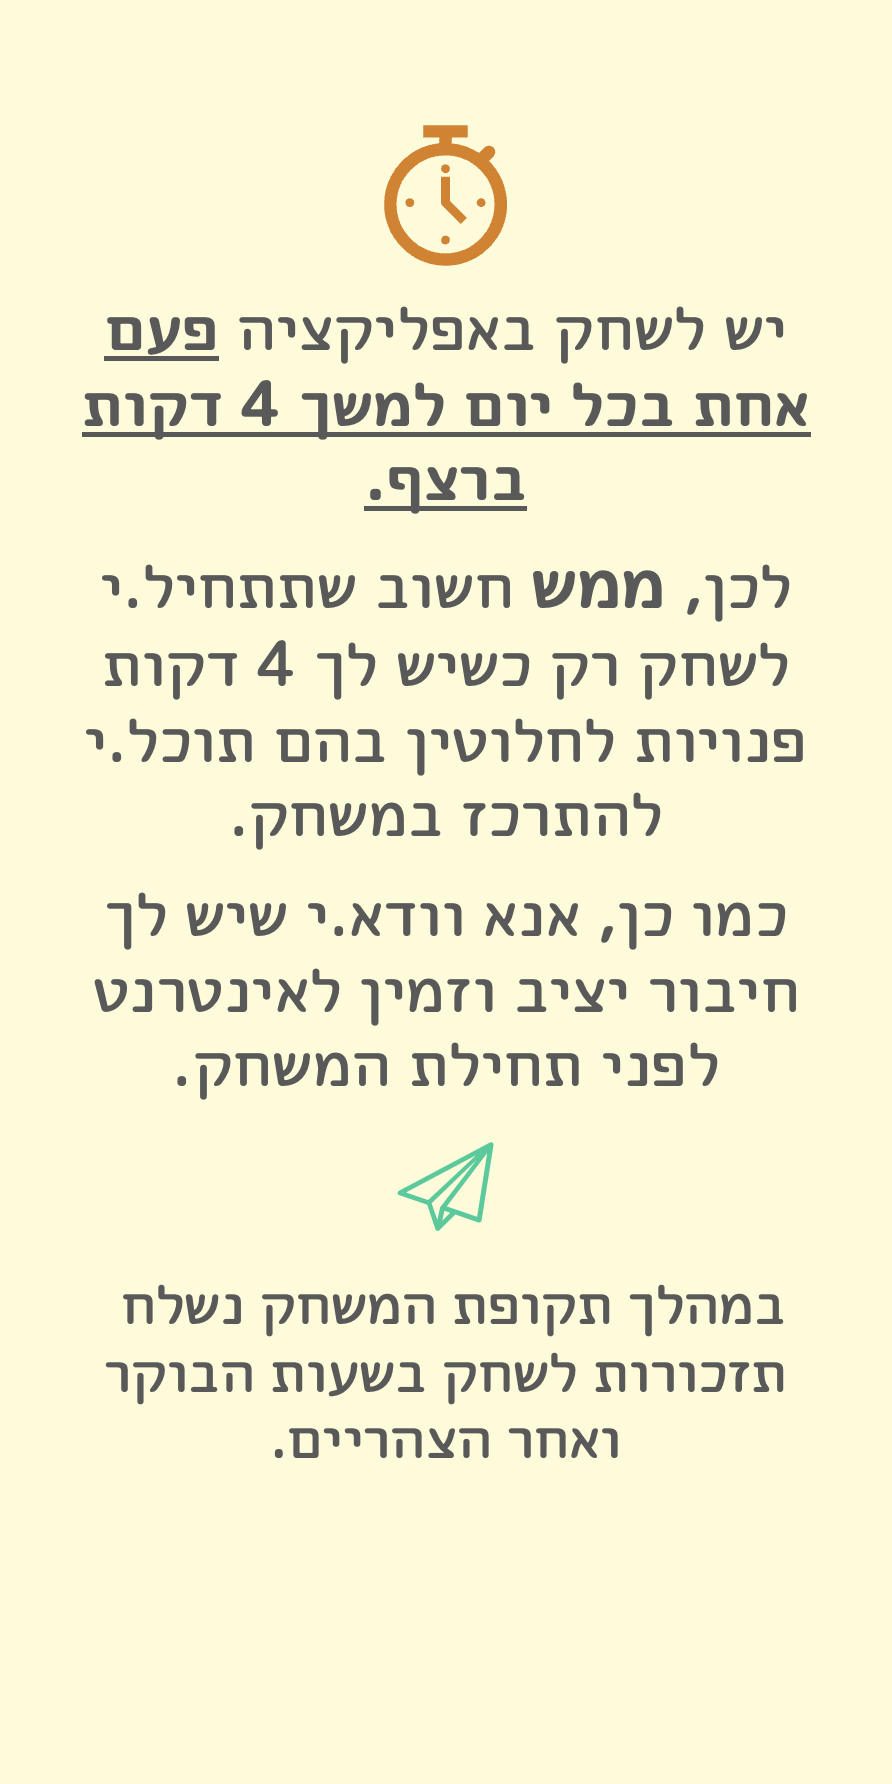 יש לשחק באפליקציה פעם
אחת בכל יום למשך 4 דקות
ברצף.
לכן, ממש חשוב שתתחיל.י
לשחק רק כשיש לך 4 דקות
פנויות לחלוטין בהם תוכל.י
להתרכז במשחק.
כמו כן, אנא וודא.י שיש לך
חיבור יציב וזמין לאינטרנט
לפני תחילת המשחק.
במהלך תקופת המשחק נשלח
תזכורות לשחק בשעות הבוקר
ואחר הצהריים.